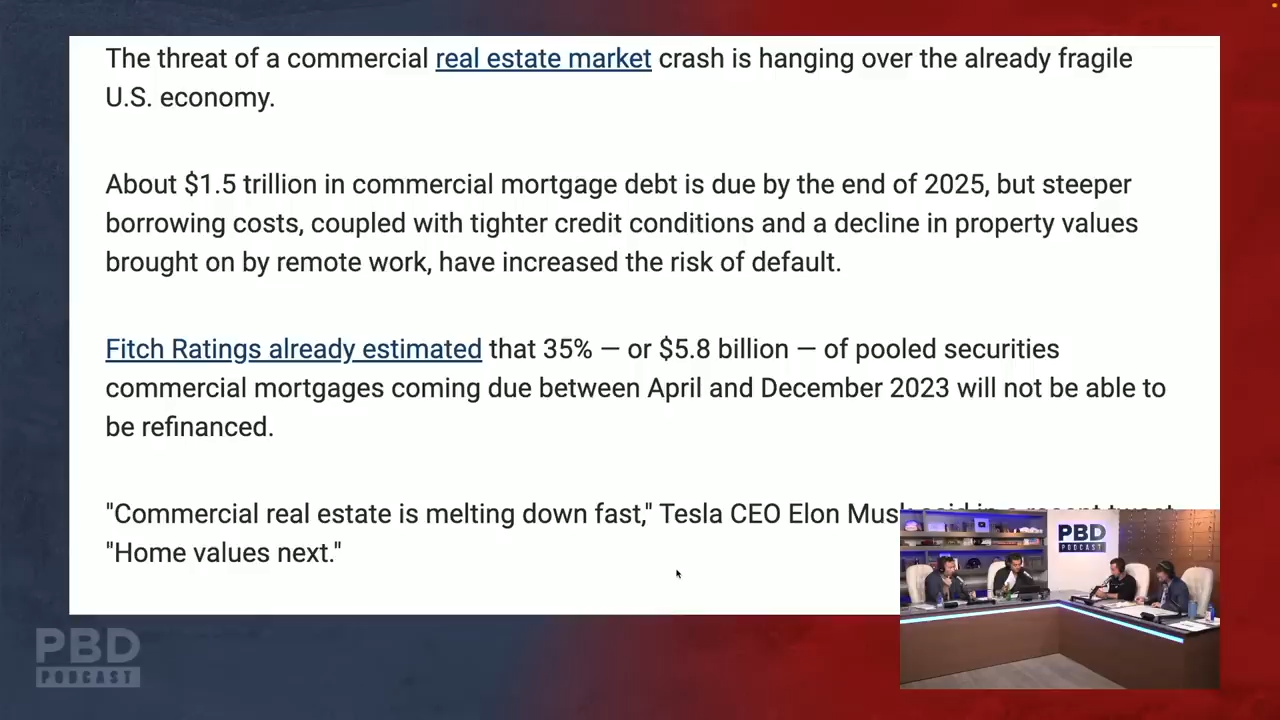 The threat of a commercial real estate market crash is hanging over the already fragile
U.S. economy.
About $1.5 trillion in commercial mortgage debt is due by the end of 2025, but steeper
borrowing costs, coupled with tighter credit conditions and a decline in property values
brought on by remote work, have increased the risk of default.
Fitch Ratings already estimated that 35% — or $5.8 billion — of pooled securities
commercial mortgages coming due between April and December 2023 will not be able to
be refinanced.
"Commercial real estate is melting down fast," Tesla CEO Elon
"Home values next."
PBD
PODCAST
PBD
PODCAST